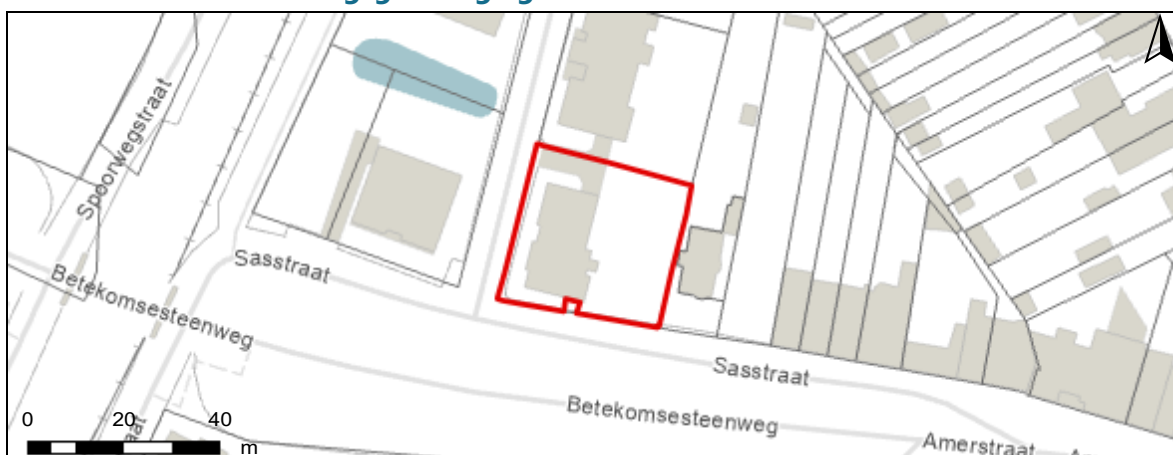 Spoorwegstraat
Sasstraat
Betekomsesteenweg
Sasstraat
Betekomsesteenweg
Amerstraat
0 20 40
m